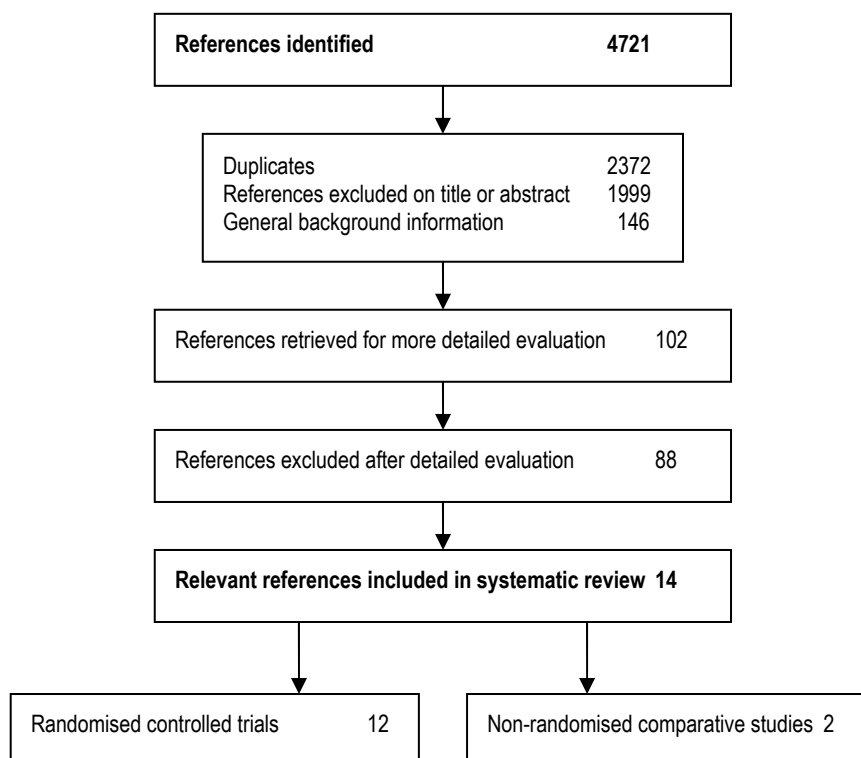 References identified 4721
Duplicates 2372
References excluded on title or abstract 1999
General background information 146
References retrieved for more detailed evaluation 102
References excluded after detailed evaluation 88
Relevant references included in systematic review 14
Randomised controlled trials 12
Non-randomised comparative studies 2